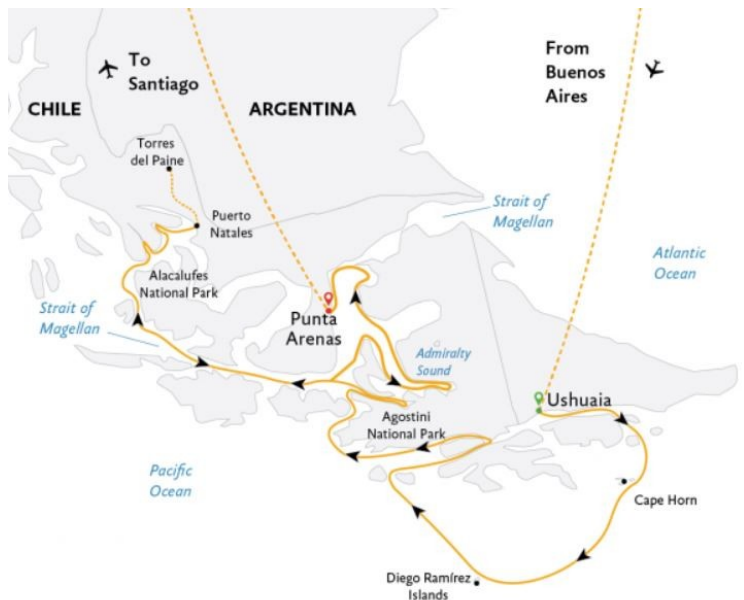 To
Santiago
From
Buenos
Aires
CHILE
ARGENTINA
Torres
del Paine
Strait of
Magellan
Puerto
Natales
Atlantic
Ocean
Alacalufes
National Park
Strait of
Magellan
Punta
Arenas
Admiralty
Sound
Ushuaia
Agostini
National Park
Pacific
Ocean
Cape Horn
Diego Ramírez
Islands